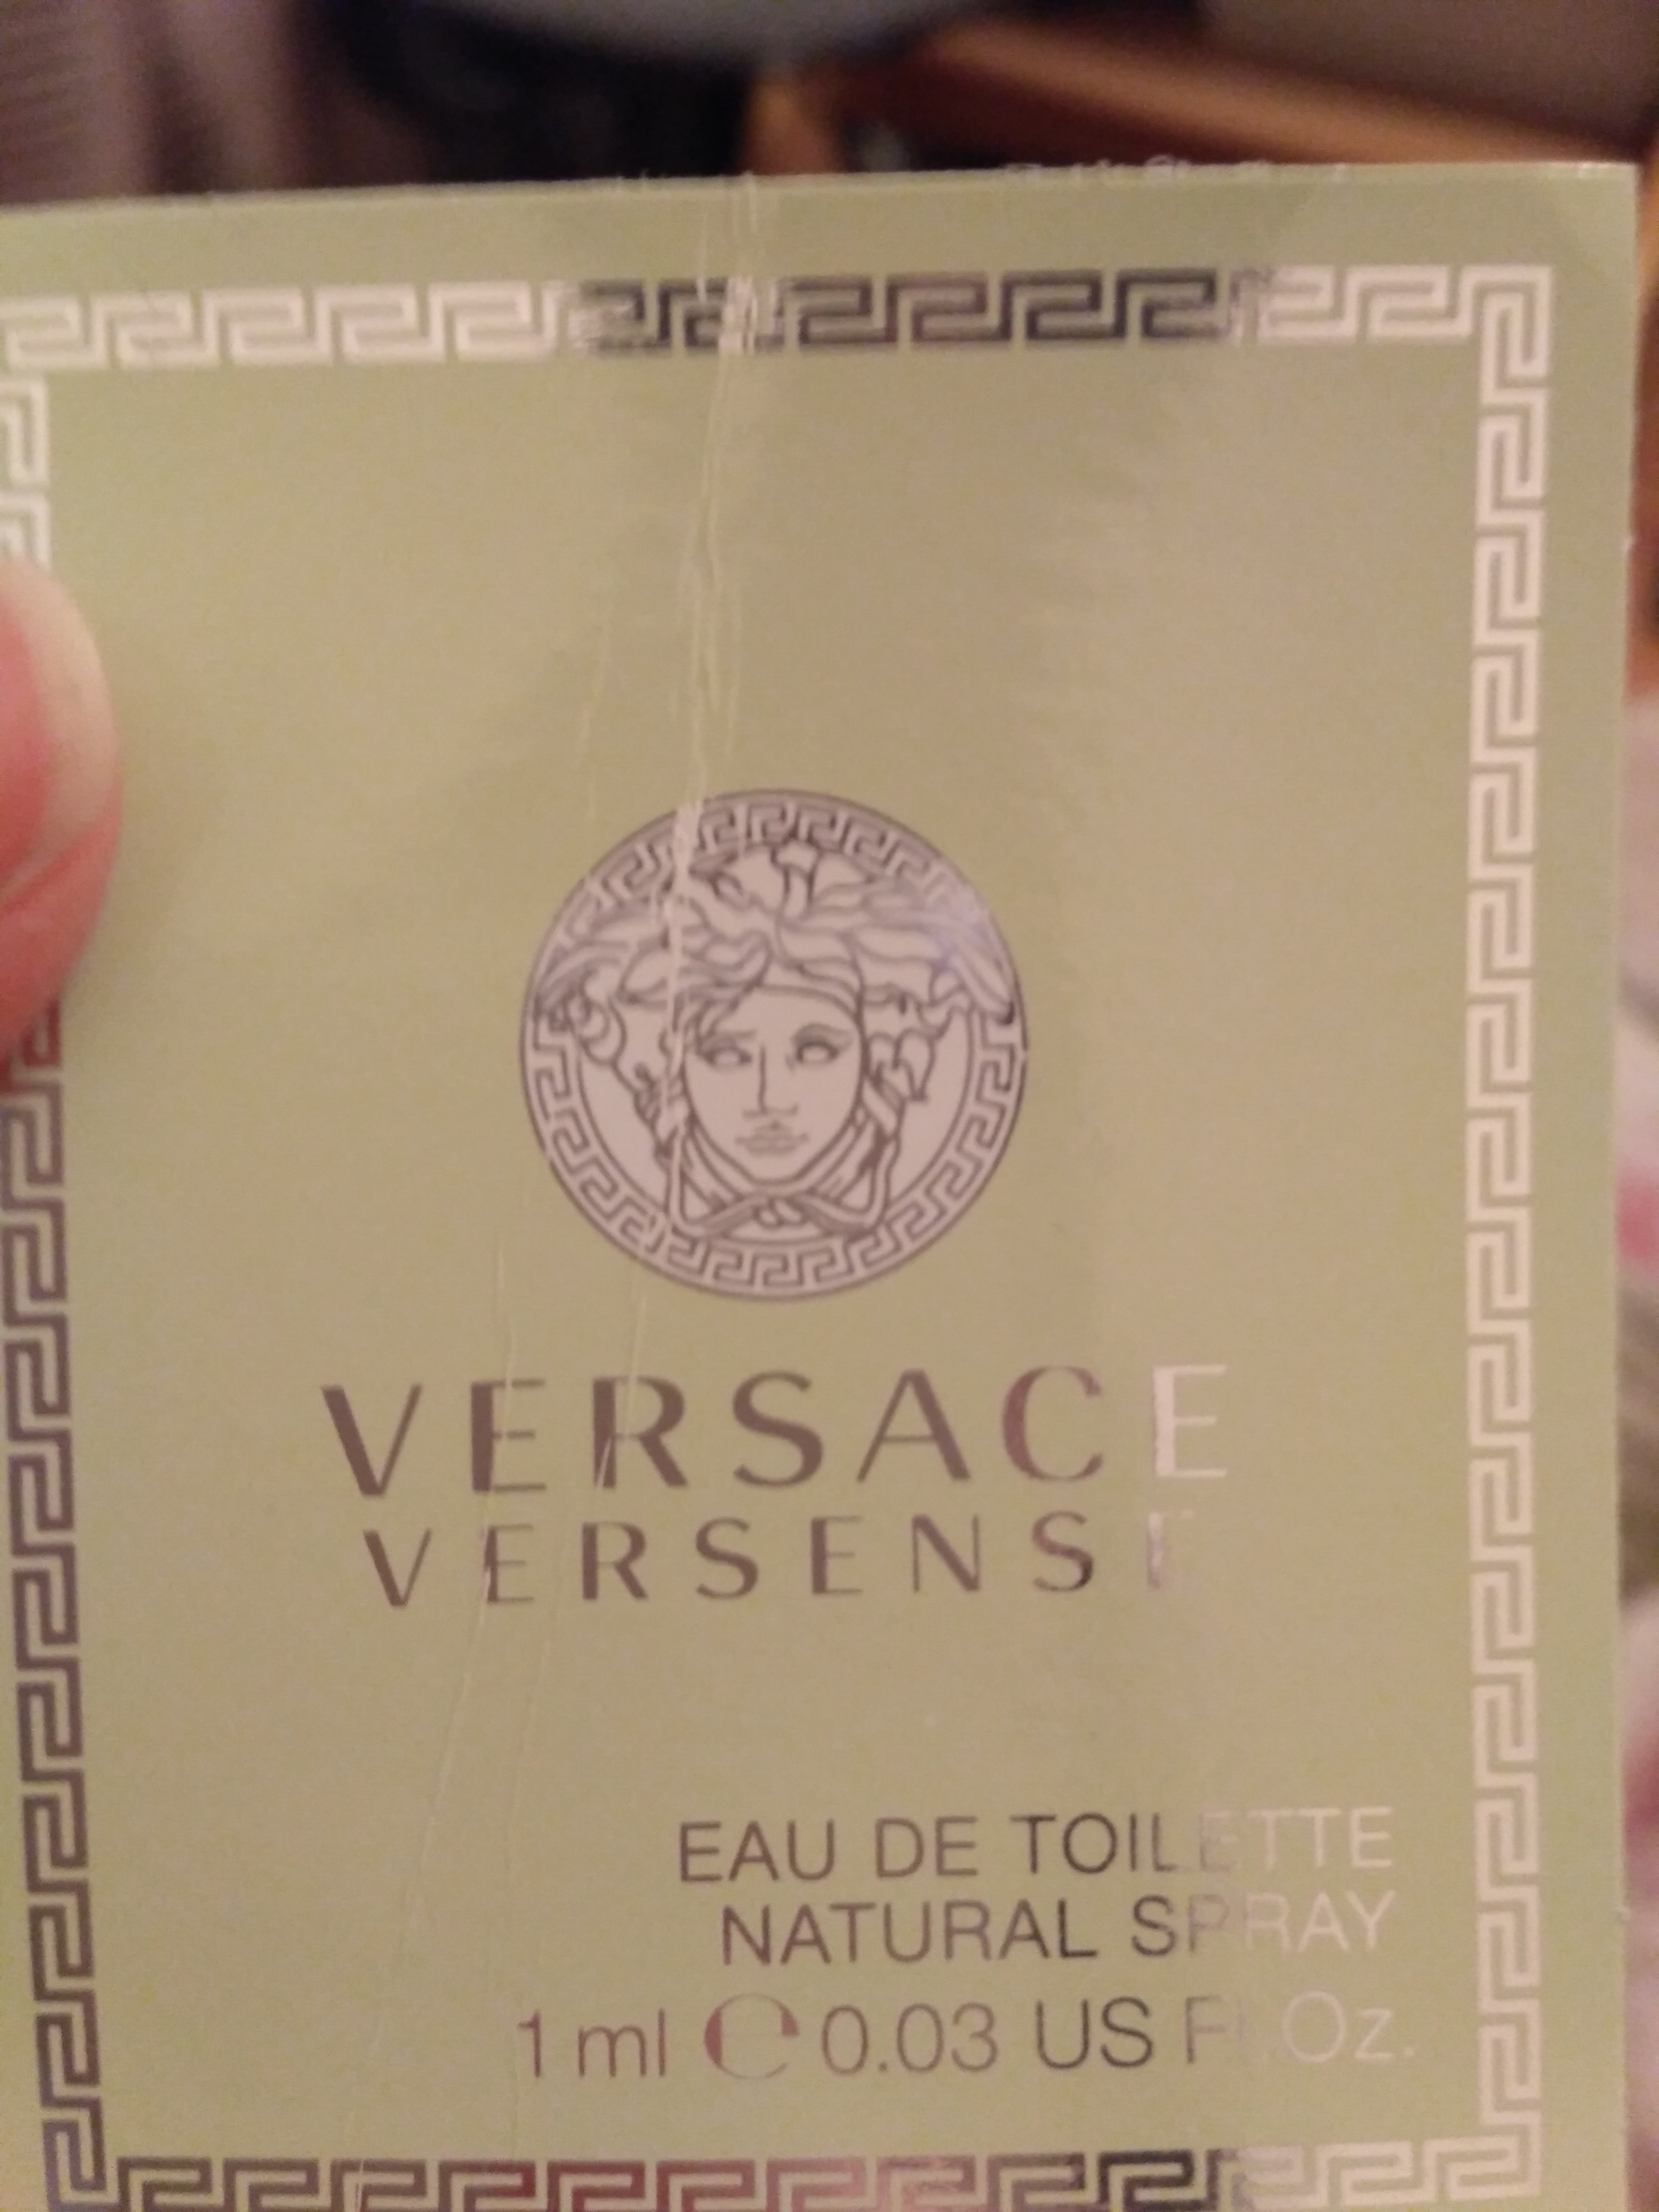 VERSACE
VERSENSE
EAU DE TOILETTE
NATURAL SPRAY
1 ml ℮ 0.03 US Fl.Oz.